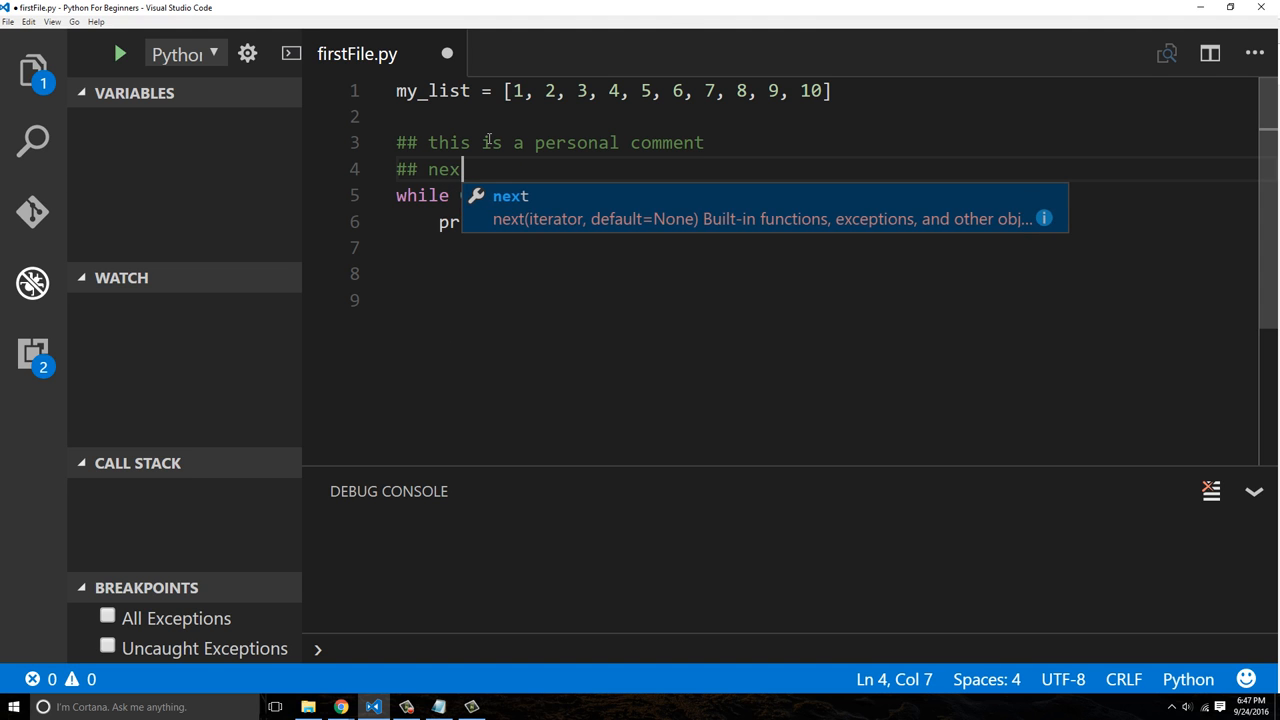 ● firstFile.py - Python For Beginners - Visual Studio Code
File Edit View Go Help
Python
firstFile.py
1
VARIABLES
1 my_list = [1, 2, 3, 4, 5, 6, 7, 8, 9, 10]
2
3 ## this is a personal comment
4 ## nex
5 while
next
6 pr
next(iterator, default=None) Built-in functions, exceptions, and other obj...
7
8
9
WATCH
2
CALL STACK
DEBUG CONSOLE
BREAKPOINTS
All Exceptions
Uncaught Exceptions
0 0
Ln 4, Col 7 Spaces: 4 UTF-8 CRLF Python
I'm Cortana. Ask me anything.
6:47 PM
9/24/2016